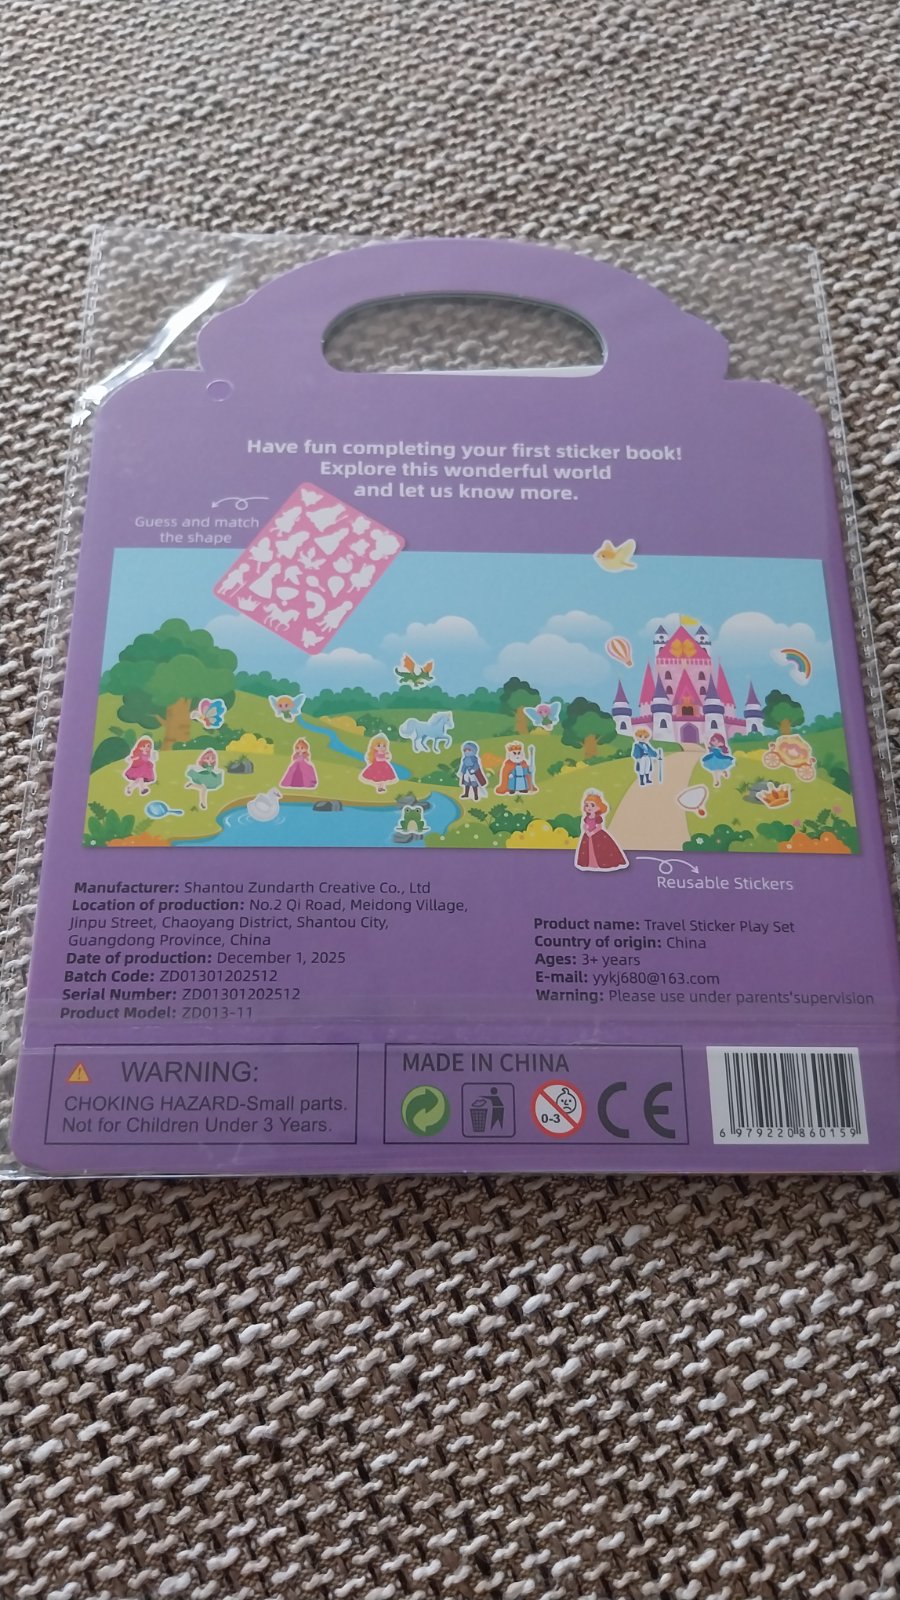 Have fun completing your first sticker book!
Explore this wonderful world
and let us know more.
Guess and match
the shape
Reusable Stickers
Manufacturer: Shantou Zundarth Creative Co., Ltd
Location of production: No.2 Qi Road, Meidong Village,
Jinpu Street, Chaoyang District, Shantou City,
Guangdong Province, China
Date of production: December 1, 2025
Batch Code: ZD01301202512
Serial Number: ZD01301202512
Product Model: ZD013-11
Product name: Travel Sticker Play Set
Country of origin: China
Ages: 3+ years
E-mail: yykj680@163.com
Warning: Please use under parents'supervision
WARNING:
CHOKING HAZARD-Small parts.
Not for Children Under 3 Years.
MADE IN CHINA
0-3
CE
6 979220 860159